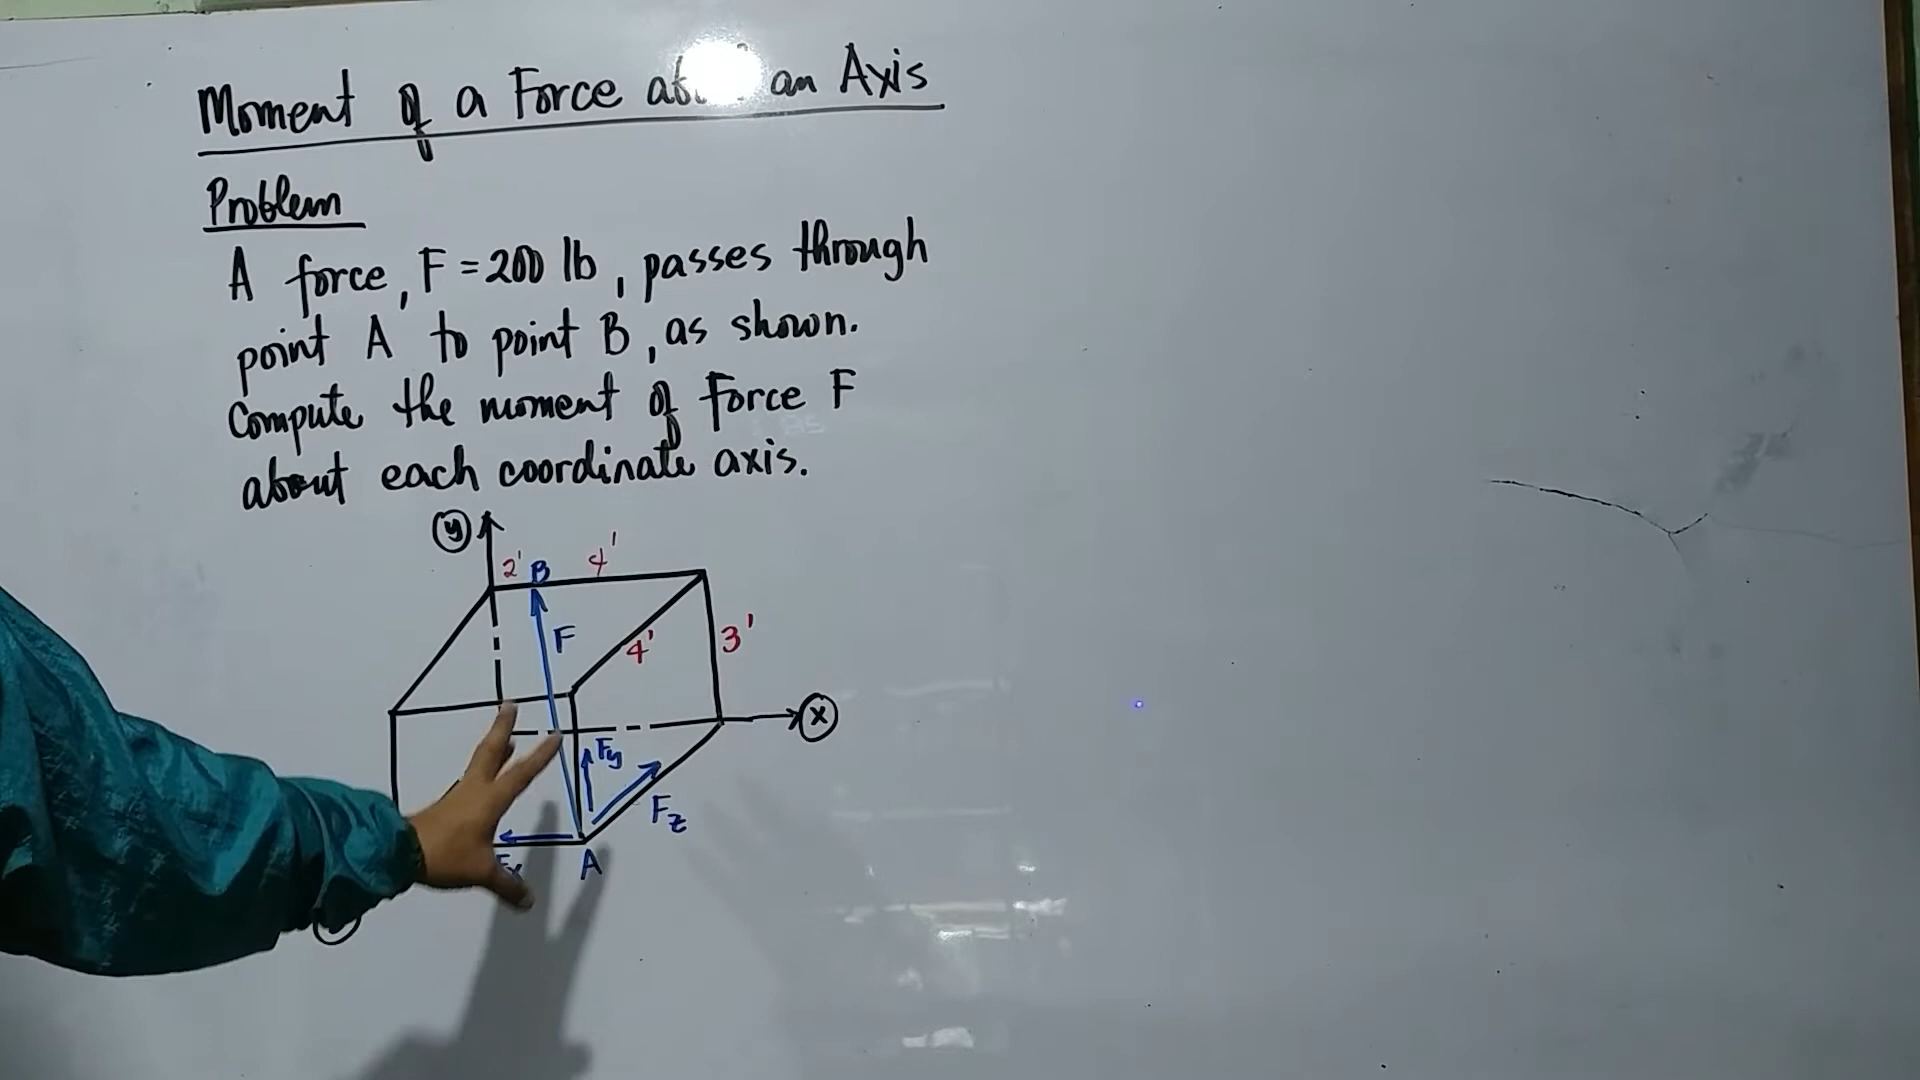 Moment of a Force an Axis
Problem
A force, F = 200 lb, passes through
point A to point B, as shown.
Compute the moment of Force F
about each coordinate axis.
y
2' B 4'
F
4' 3'
x
Fy
Fz
A